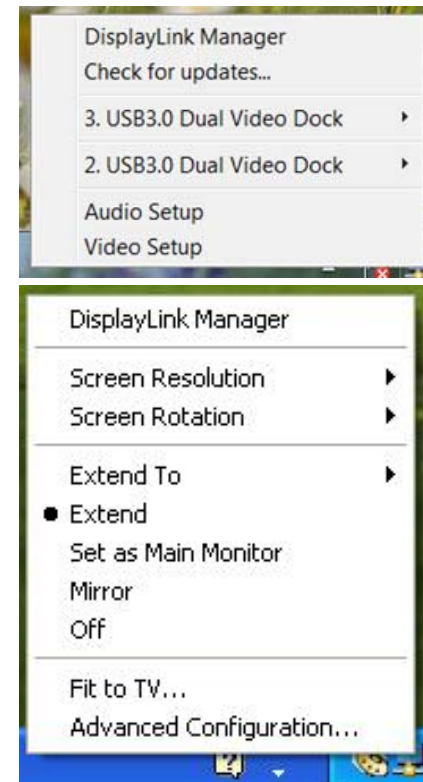 DisplayLink Manager
Check for updates...
3. USB3.0 Dual Video Dock
2. USB3.0 Dual Video Dock
Audio Setup
Video Setup
DisplayLink Manager
Screen Resolution
Screen Rotation
Extend To
Extend
Set as Main Monitor
Mirror
Off
Fit to TV...
Advanced Configuration...